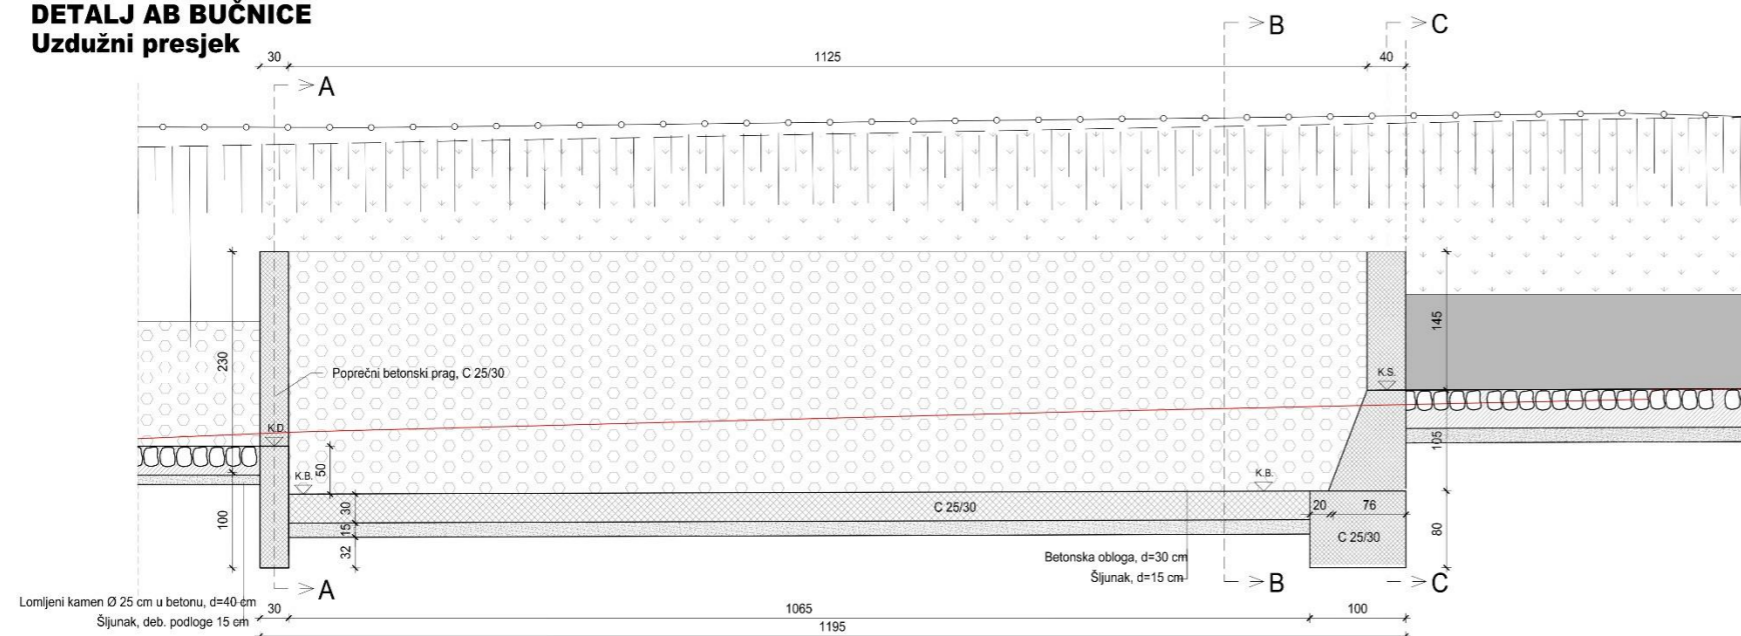 DETALJ AB BUČNICE
Uzdužni presjek
B
C
30
1125
40
A
230
145
Poprečni betonski prag, C 25/30
K.S.
K.D.
105
50
K.B.
K.B.
30
C 25/30
20
76
100
15
80
C 25/30
32
Betonska obloga, d=30 cm
Šljunak, d=15 cm
A
B
C
Lomljeni kamen Ø 25 cm u betonu, d=40 cm
Šljunak, deb. podloge 15 cm
30
1065
100
1195